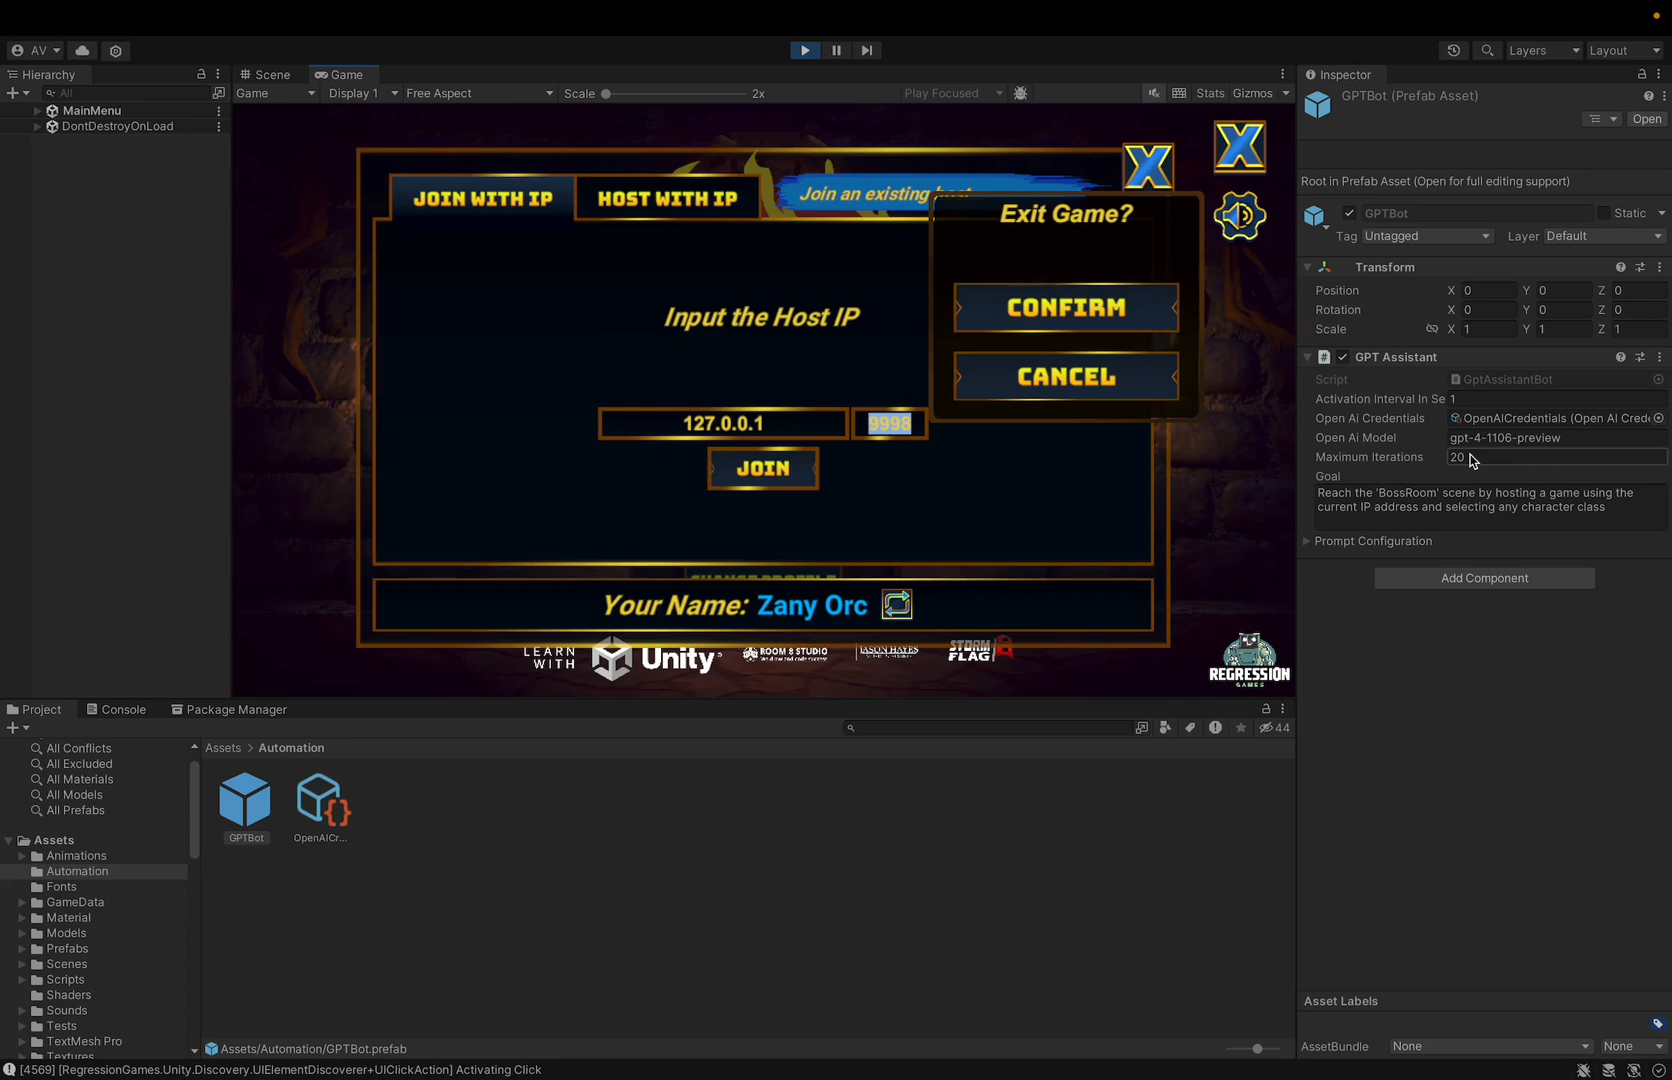 AV
Layers
Layout
Hierarchy
Scene
Game
Inspector
All
Game
Display 1
Free Aspect
Scale
2x
Play Focused
Stats
Gizmos
GPTBot (Prefab Asset)
Open
MainMenu
DontDestroyOnLoad
X
X
JOIN WITH IP
HOST WITH IP
Join an existing host
Exit Game?
CONFIRM
CANCEL
Input the Host IP
127.0.0.1
9998
JOIN
CHANGE PROFILE
Your Name: Zany Orc
LEARN WITH
Unity
ROOM 8 STUDIO
JASON HAYES
STORM FLAG
REGRESSION
GAMES
Root in Prefab Asset (Open for full editing support)
GPTBot
Static
Tag Untagged
Layer Default
Transform
Position X 0 Y 0 Z 0
Rotation X 0 Y 0 Z 0
Scale X 1 Y 1 Z 1
# GPT Assistant
Script # GptAssistantBot
Activation Interval In Se 1
Open Ai Credentials OpenAICredentials (Open AI Crede
Open Ai Model gpt-4-1106-preview
Maximum Iterations 20
Goal
Reach the 'BossRoom' scene by hosting a game using the
current IP address and selecting any character class
Prompt Configuration
Add Component
Project
Console
Package Manager
44
All Conflicts
All Excluded
All Materials
All Models
All Prefabs
Assets
Animations
Automation
Fonts
GameData
Material
Models
Prefabs
Scenes
Scripts
Shaders
Sounds
Tests
TextMesh Pro
Textures
Assets > Automation
GPTBot
OpenAICr...
Assets/Automation/GPTBot.prefab
Asset Labels
AssetBundle None None
[4569] [RegressionGames.Unity.Discovery.UIElementDiscoverer+UIClickAction] Activating Click